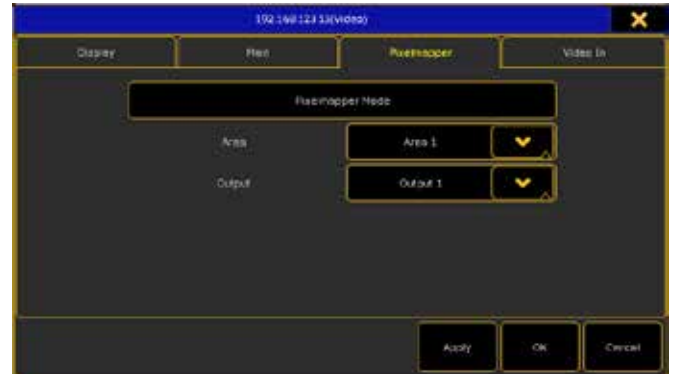 192.168.123.13(Video)
Display Main Pixelmapper Video In
Pixelmapper Mode
Area Area 1
Output Output 1
Apply OK Cancel